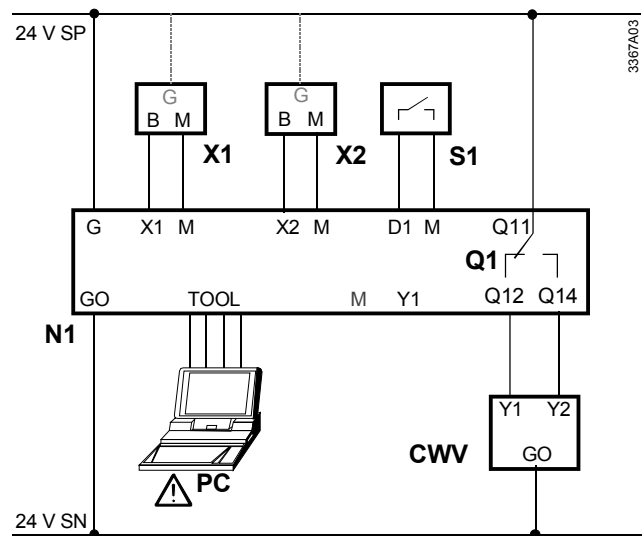 24 V SP
3367A03
G G
B M B M
X1 X2 S1
G X1 M X2 M D1 M Q11
Q1
GO TOOL M Y1 Q12 Q14
N1
Y1 Y2
CWV GO
PC
24 V SN